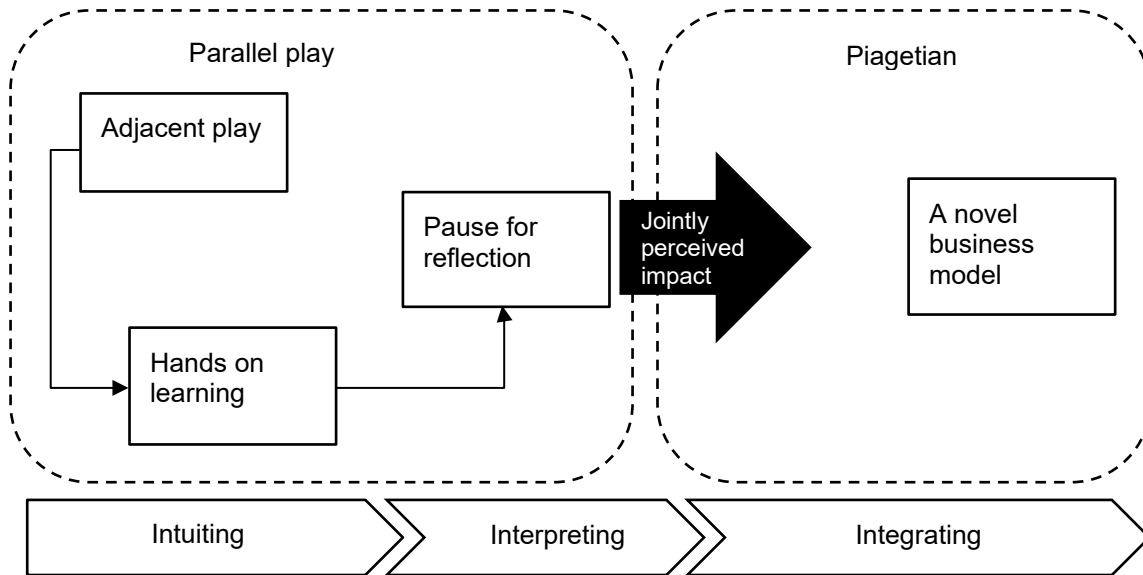 Parallel play
Piagetian
Adjacent play
Pause for
reflection
Jointly
perceived
impact
A novel
business
model
Hands on
learning
Intuiting
Interpreting
Integrating